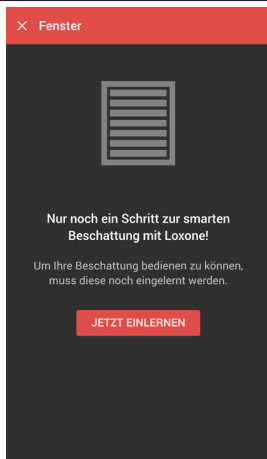 Fenster
Nur noch ein Schritt zur smarten
Beschattung mit Loxone!
Um Ihre Beschattung bedienen zu können,
muss diese noch eingelernt werden.
JETZT EINLERNEN